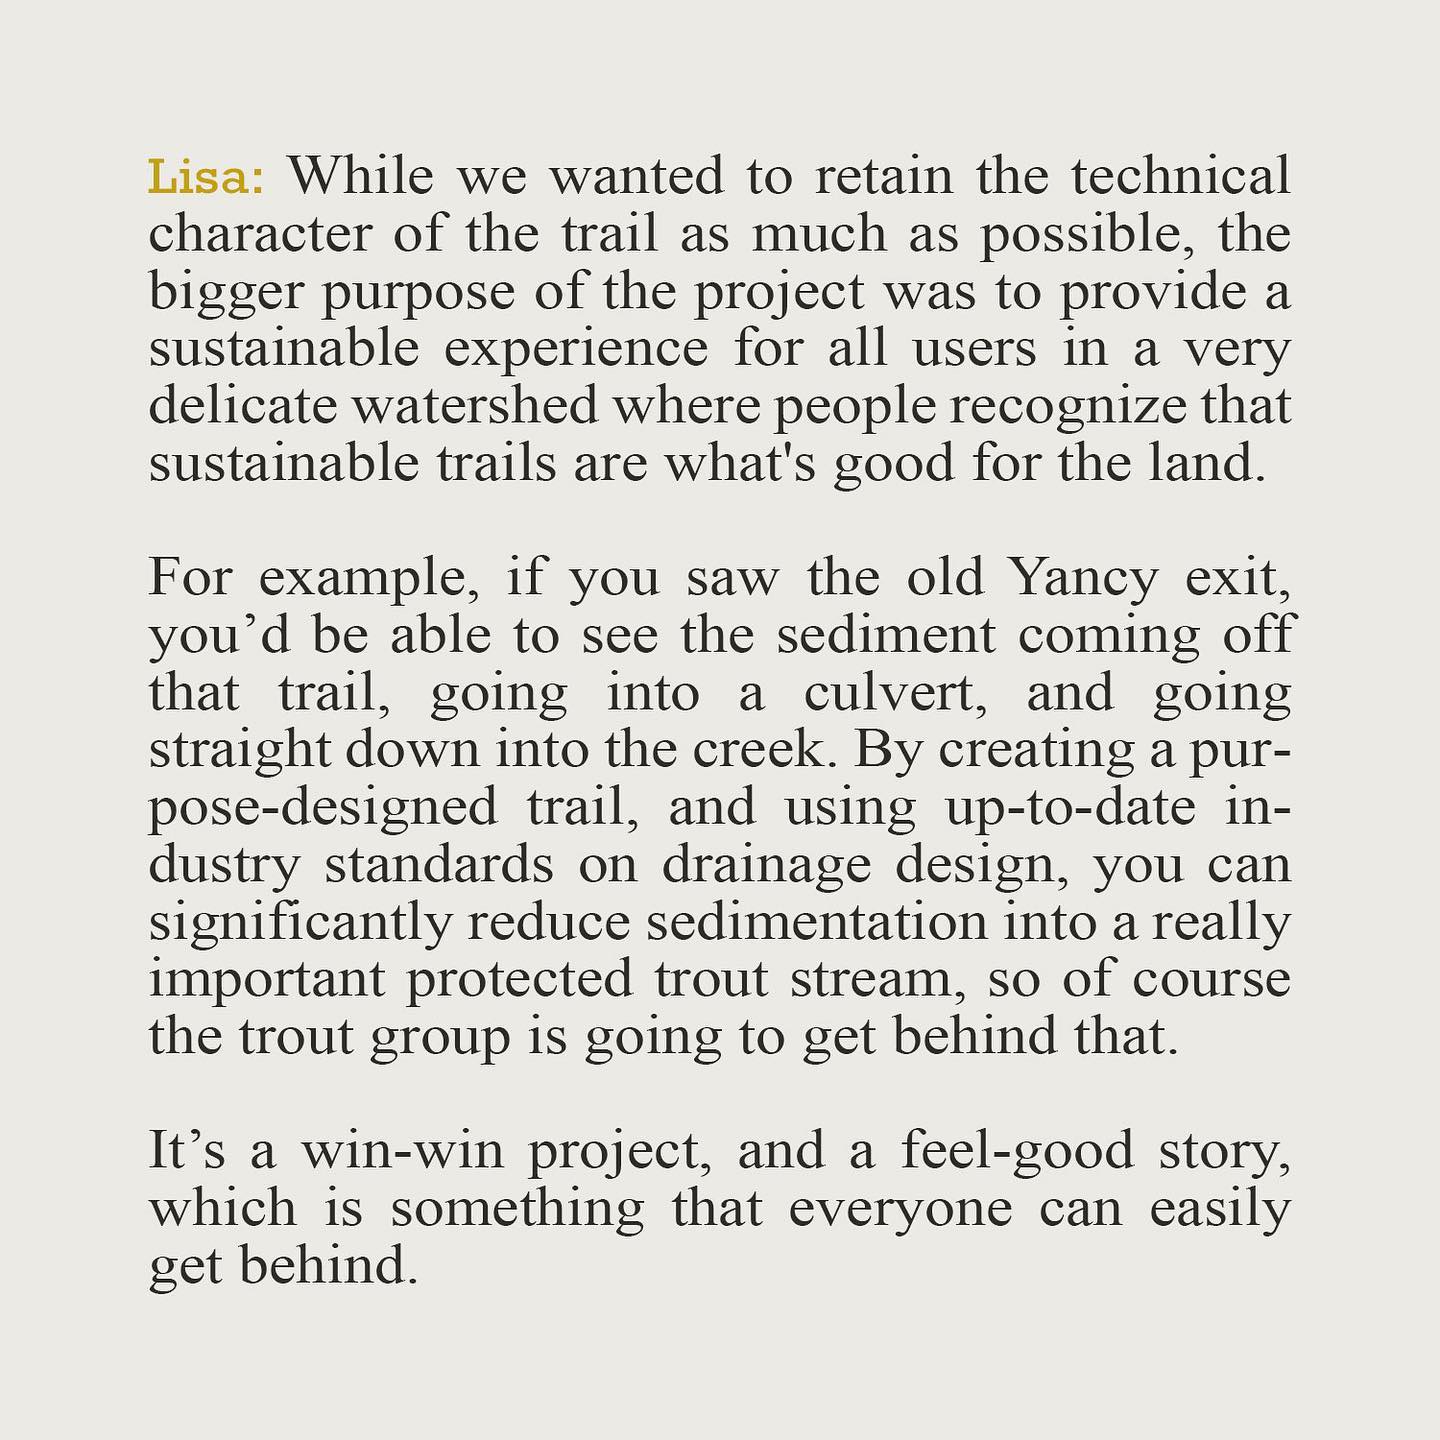 Lisa: While we wanted to retain the technical
character of the trail as much as possible, the
bigger purpose of the project was to provide a
sustainable experience for all users in a very
delicate watershed where people recognize that
sustainable trails are what's good for the land.
For example, if you saw the old Yancy exit,
you’d be able to see the sediment coming off
that trail, going into a culvert, and going
straight down into the creek. By creating a pur-
pose-designed trail, and using up-to-date in-
dustry standards on drainage design, you can
significantly reduce sedimentation into a really
important protected trout stream, so of course
the trout group is going to get behind that.
It’s a win-win project, and a feel-good story,
which is something that everyone can easily
get behind.